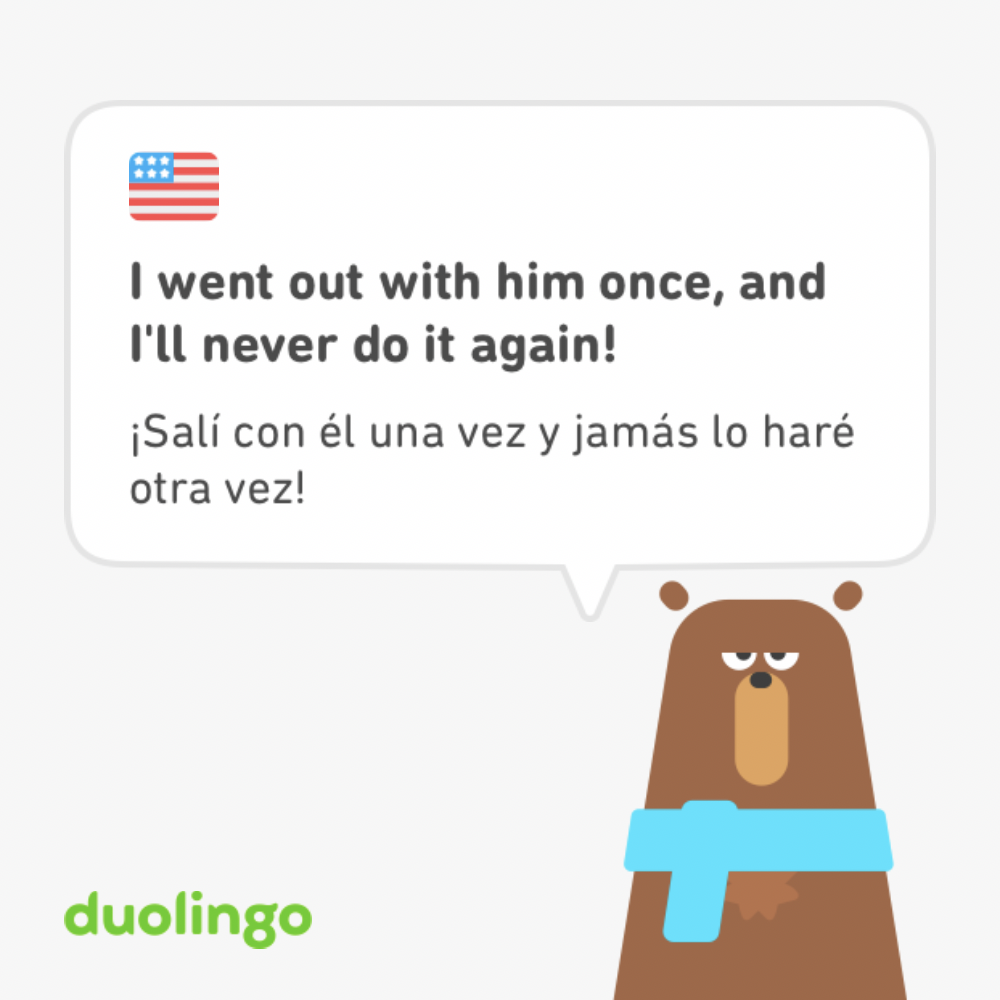 I went out with him once, and
I'll never do it again!
¡Salí con él una vez y jamás lo haré
otra vez!
duolingo